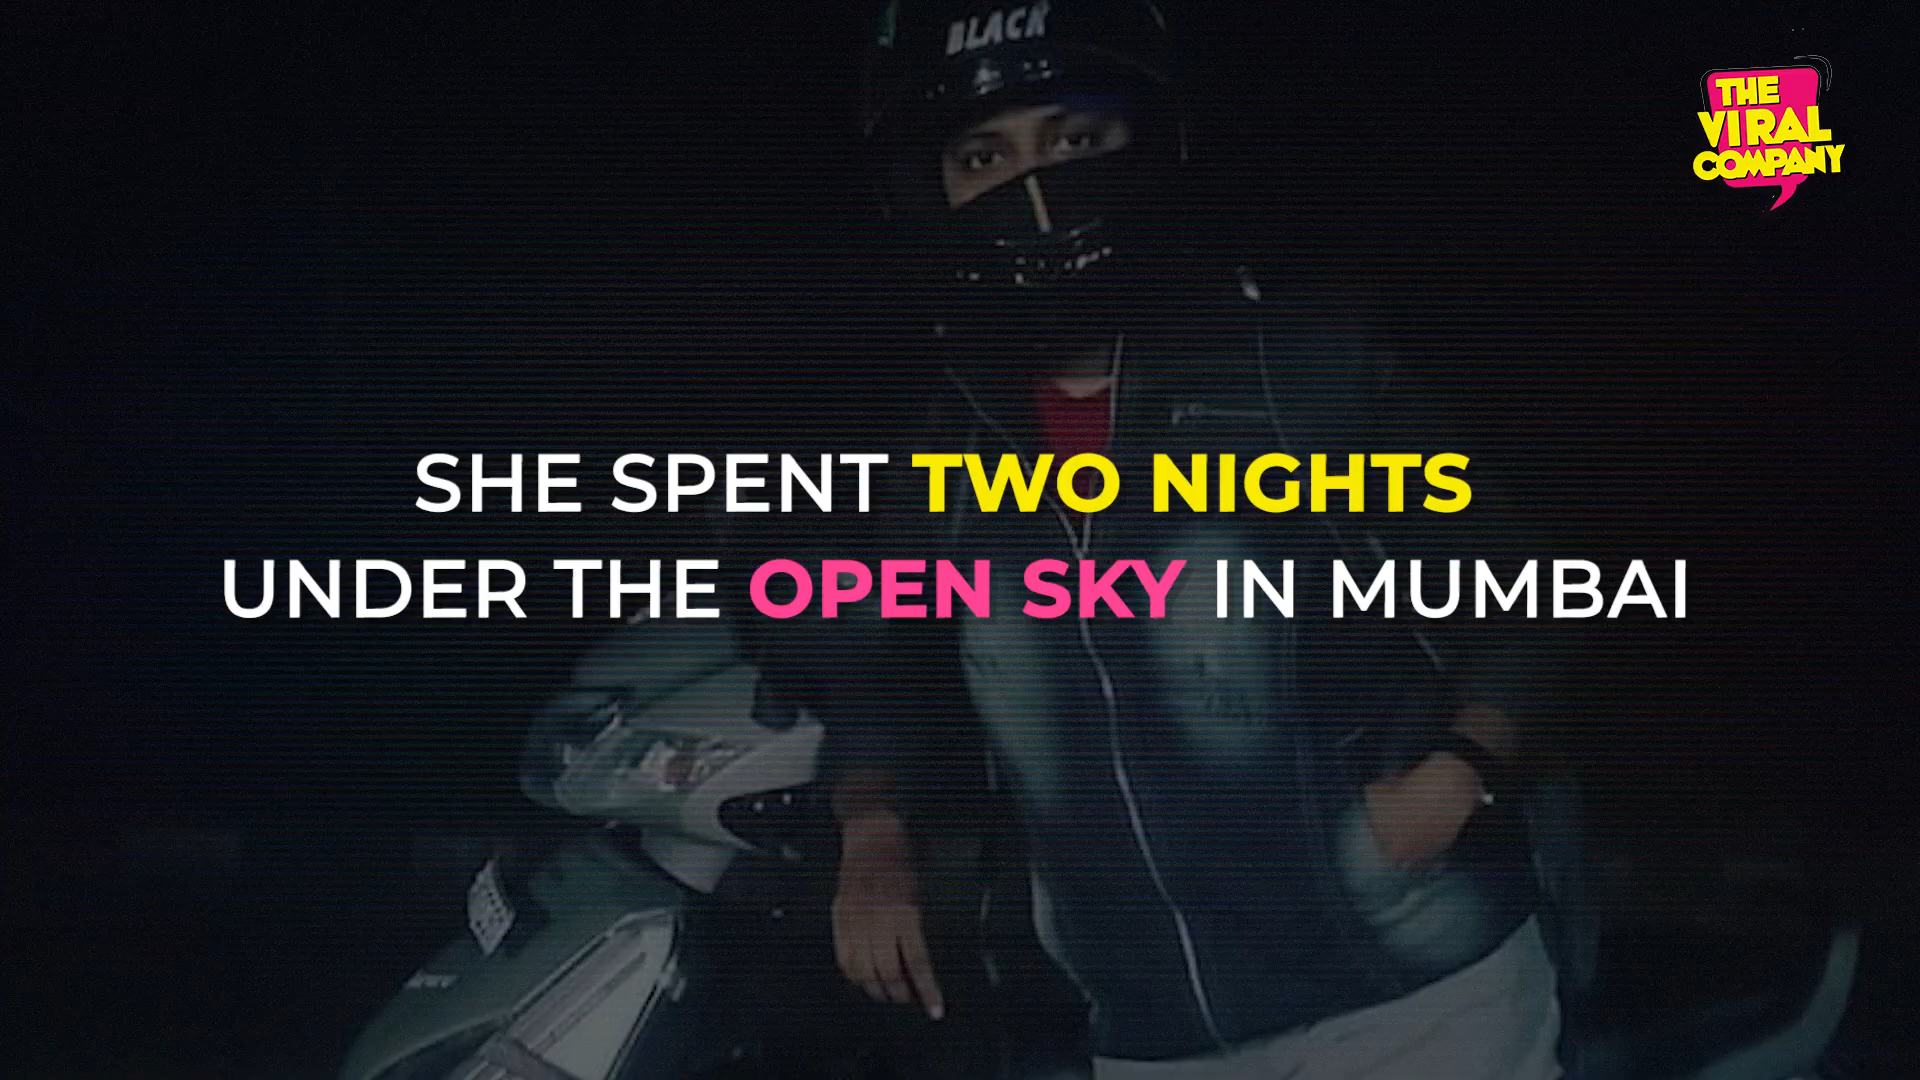 BLACK
THE
VIRAL
COMPANY
SHE SPENT TWO NIGHTS
UNDER THE OPEN SKY IN MUMBAI